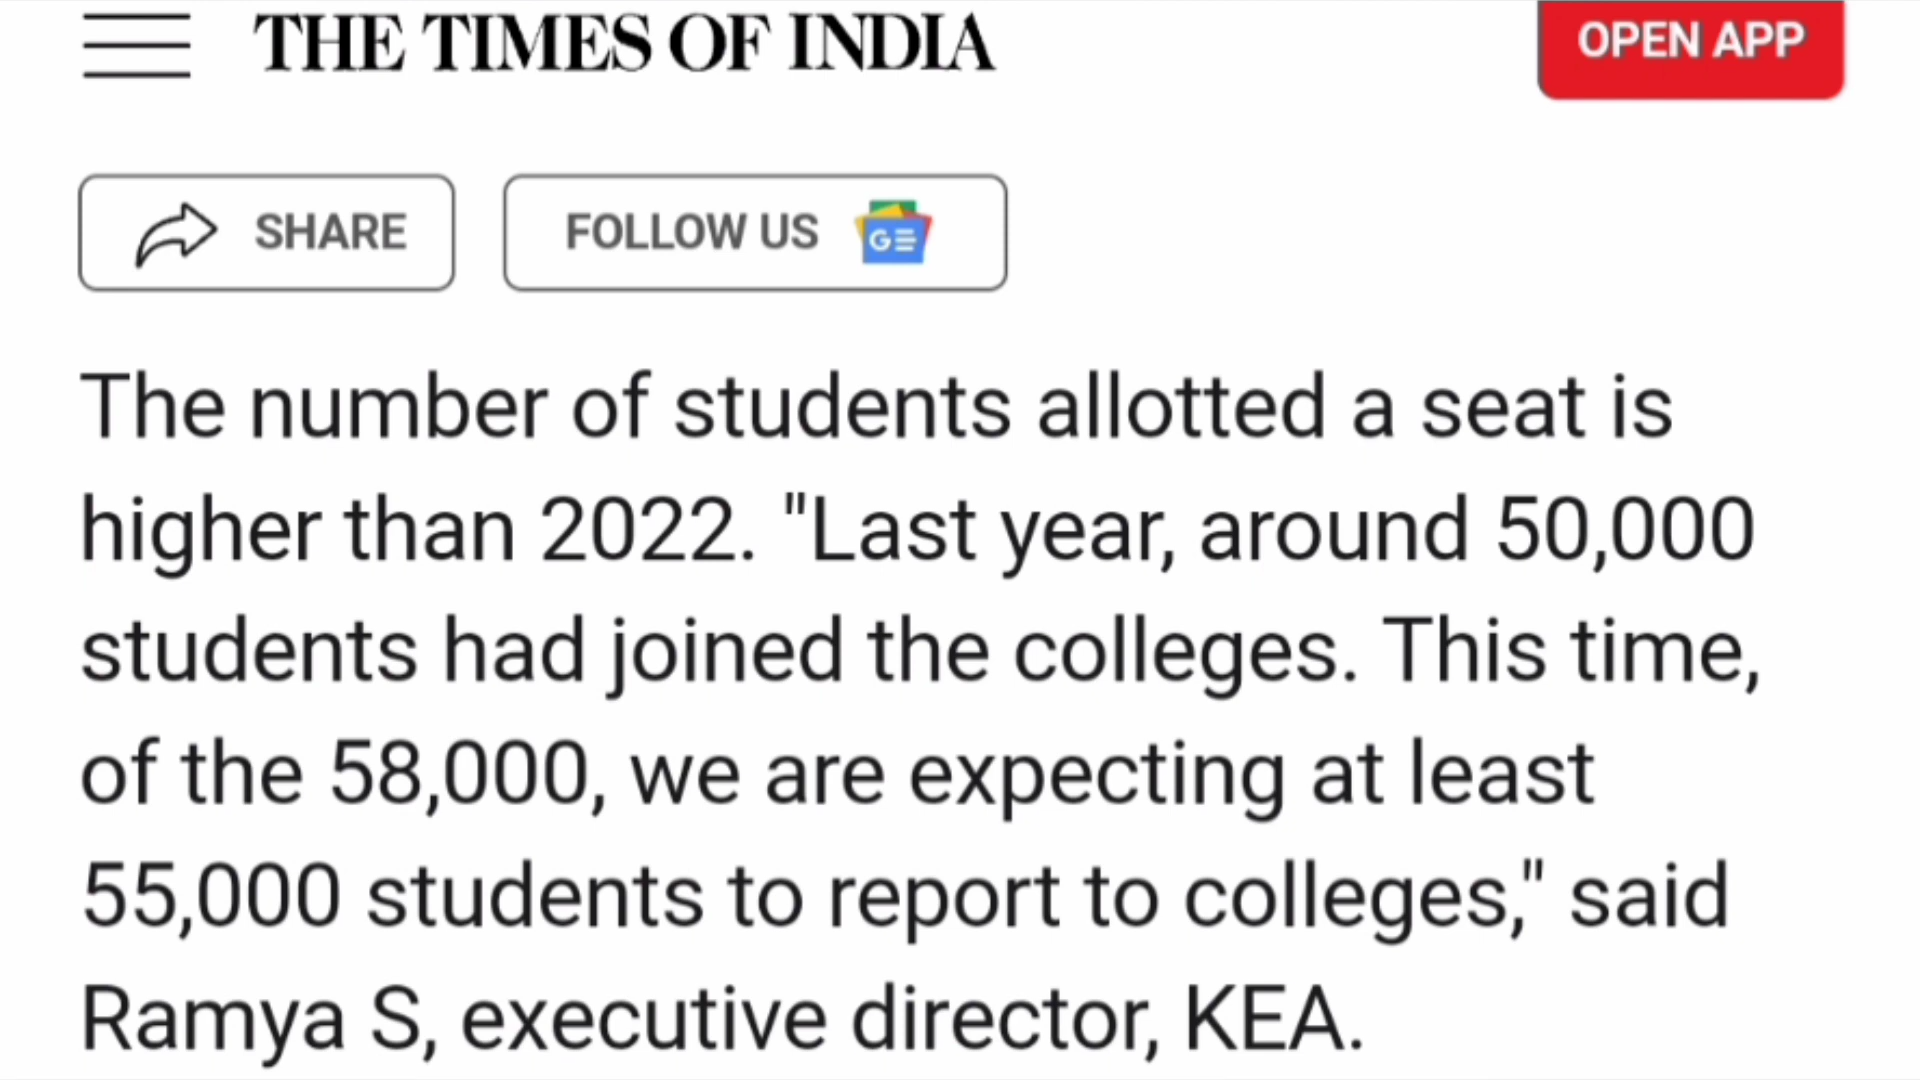 THE TIMES OF INDIA
OPEN APP
SHARE
FOLLOW US
GE
The number of students allotted a seat is
higher than 2022. "Last year, around 50,000
students had joined the colleges. This time,
of the 58,000, we are expecting at least
55,000 students to report to colleges," said
Ramya S, executive director, KEA.